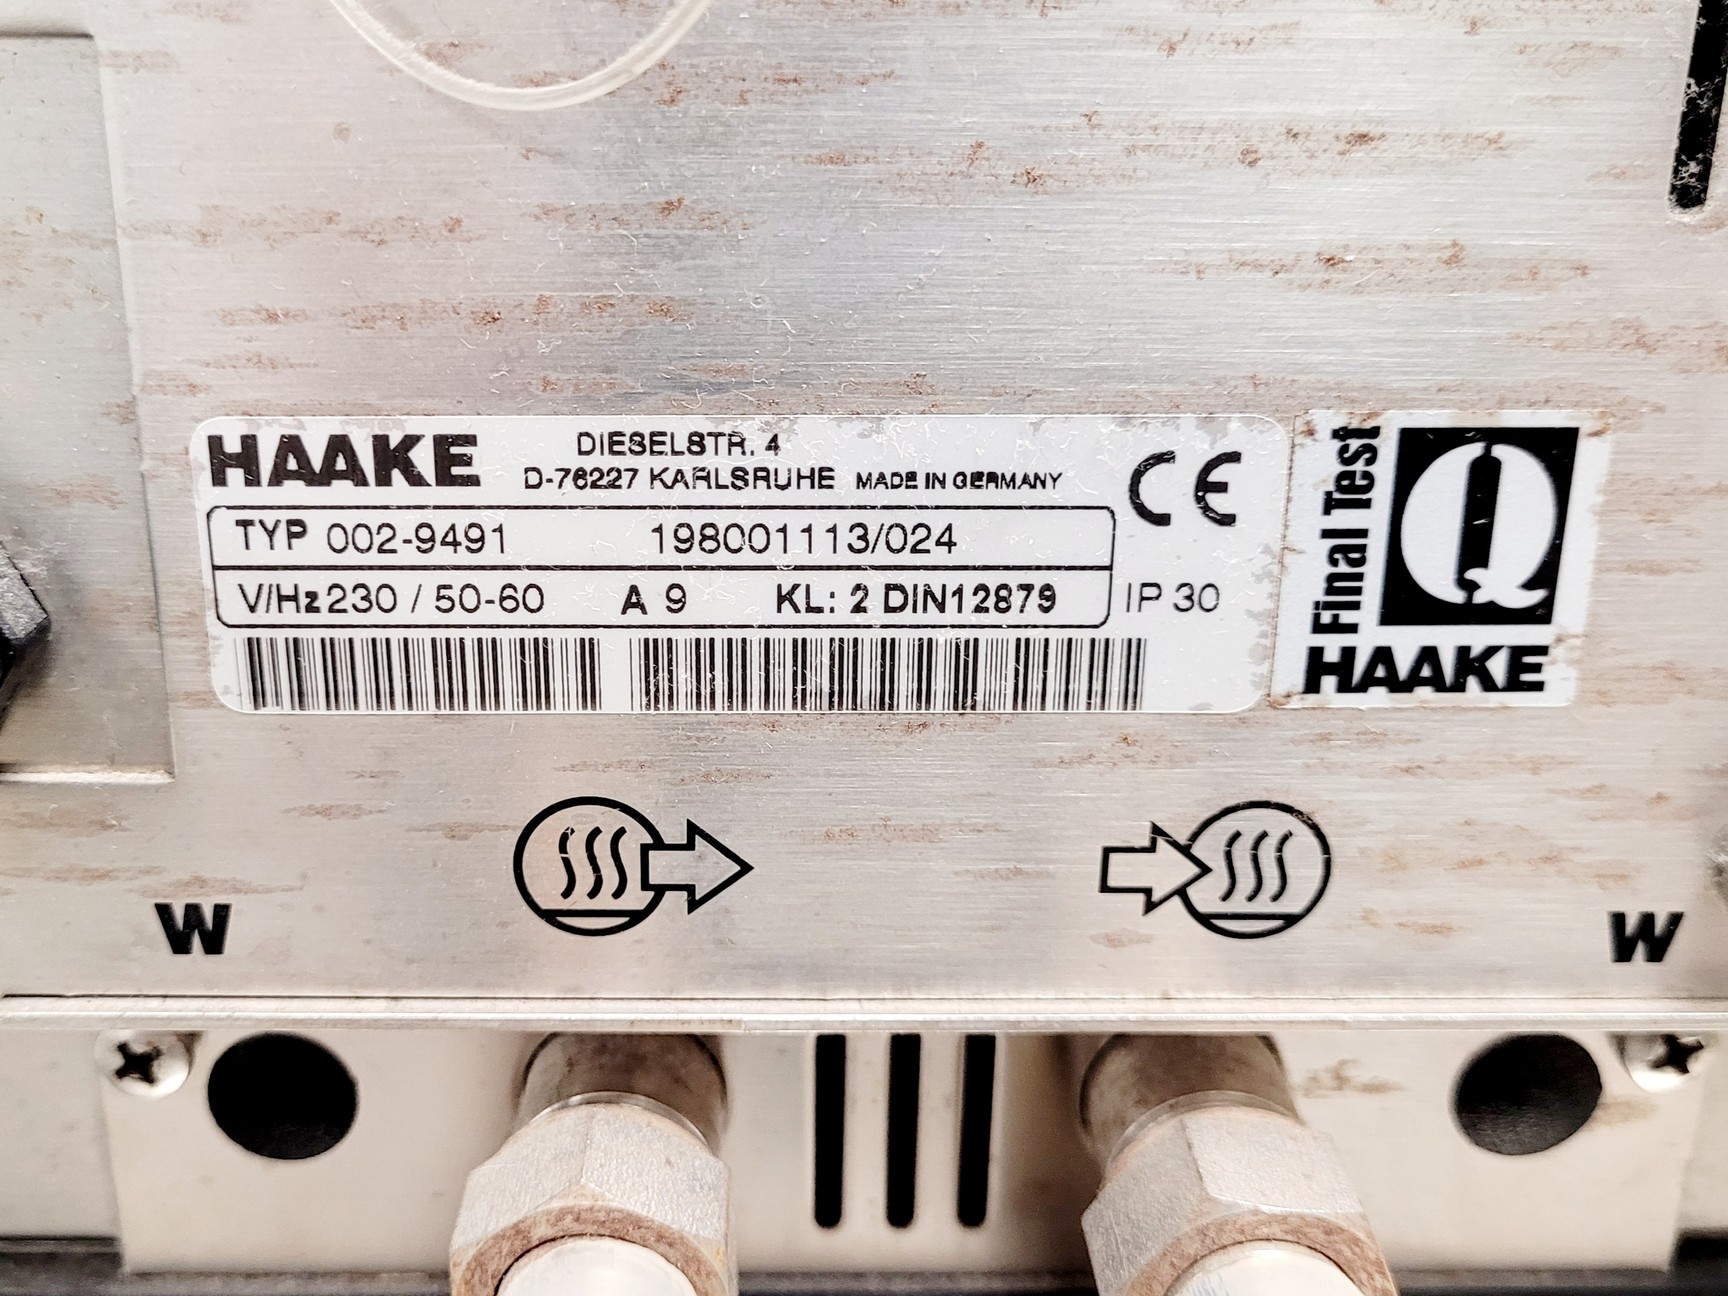 HAAKE
DIESELSTR. 4
D-76227 KARLSRUHE MADE IN GERMANY
CE
TYP 002-9491 198001113/024
V/Hz 230 / 50-60 A 9 KL: 2 DIN12879 IP 30
Final Test
Q
HAAKE
W
W